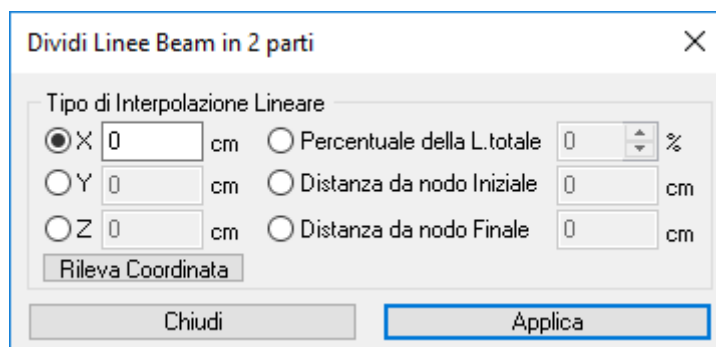 Dividi Linee Beam in 2 parti
Tipo di Interpolazione Lineare
X 0 cm Percentuale della L.totale 0 %
Y 0 cm Distanza da nodo Iniziale 0 cm
Z 0 cm Distanza da nodo Finale 0 cm
Rileva Coordinata
Chiudi Applica